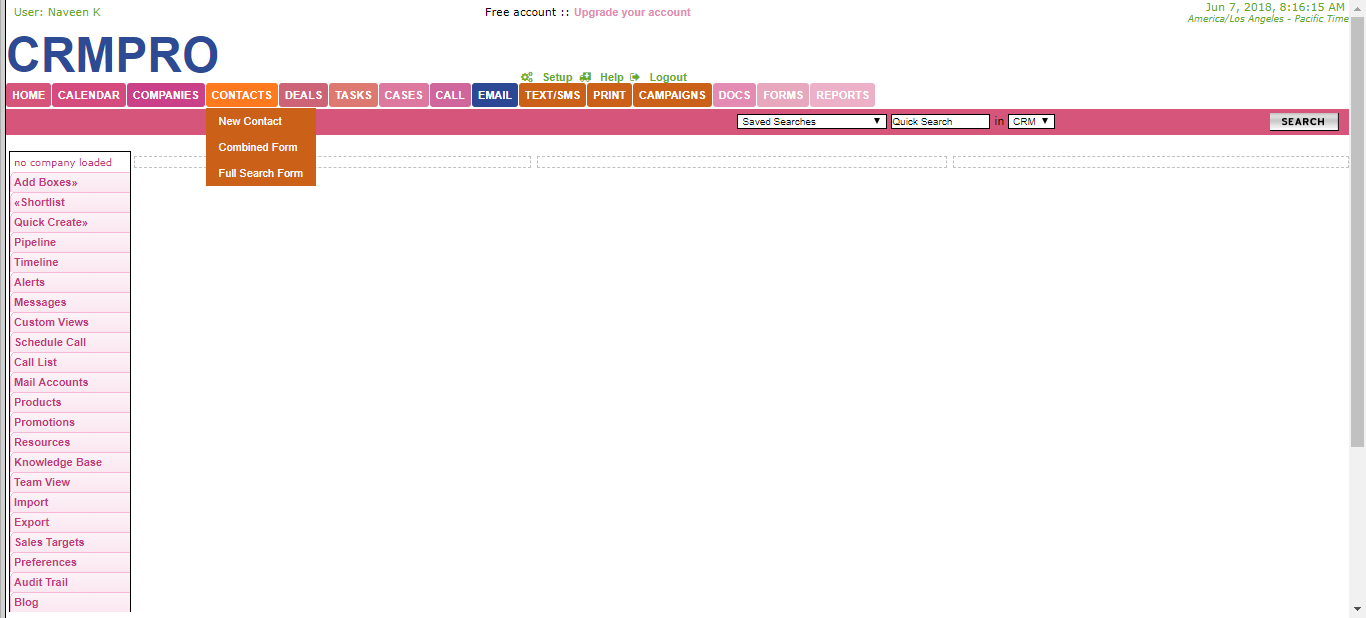 User: Naveen K
Free account :: Upgrade your account
Jun 7, 2018, 8:16:15 AM
America/Los Angeles - Pacific Time
CRMPRO
Setup Help Logout
HOME CALENDAR COMPANIES CONTACTS DEALS TASKS CASES CALL EMAIL TEXT/SMS PRINT CAMPAIGNS DOCS FORMS REPORTS
New Contact
Combined Form
Full Search Form
Saved Searches Quick Search in CRM SEARCH
no company loaded
Add Boxes»
«Shortlist
Quick Create»
Pipeline
Timeline
Alerts
Messages
Custom Views
Schedule Call
Call List
Mail Accounts
Products
Promotions
Resources
Knowledge Base
Team View
Import
Export
Sales Targets
Preferences
Audit Trail
Blog